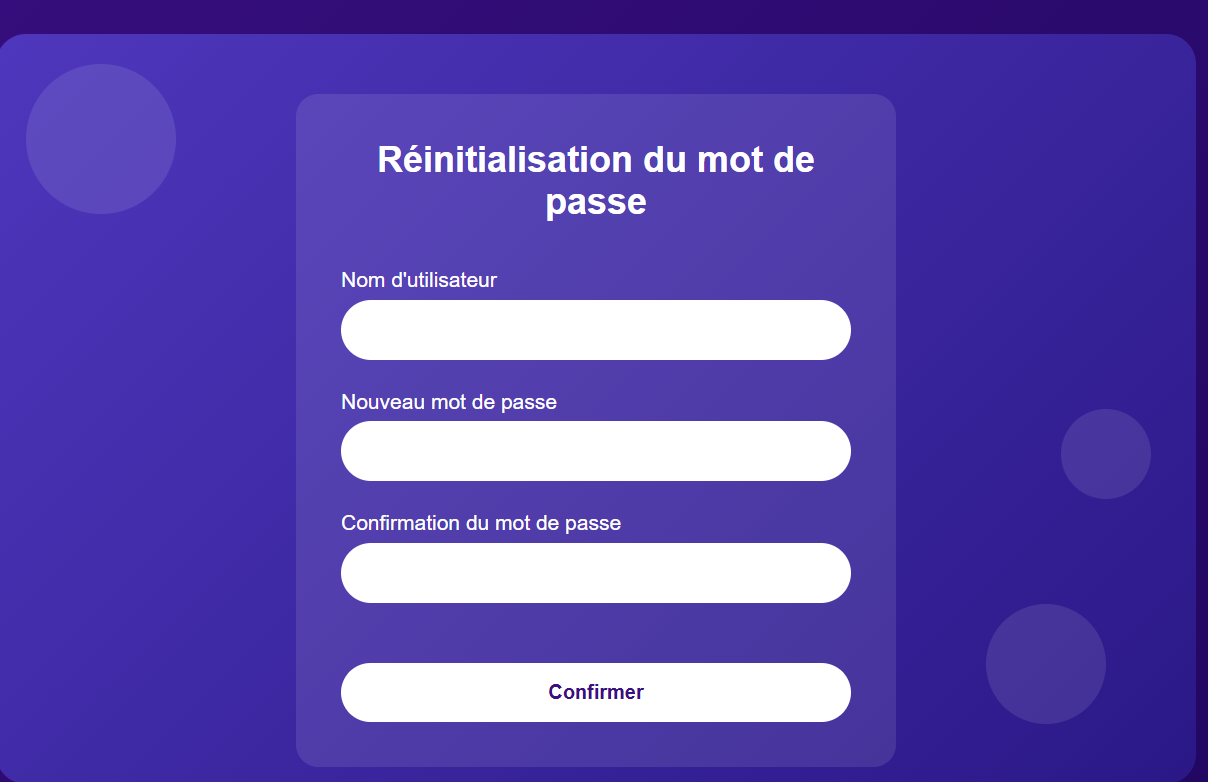 Réinitialisation du mot de
passe
Nom d'utilisateur
Nouveau mot de passe
Confirmation du mot de passe
Confirmer